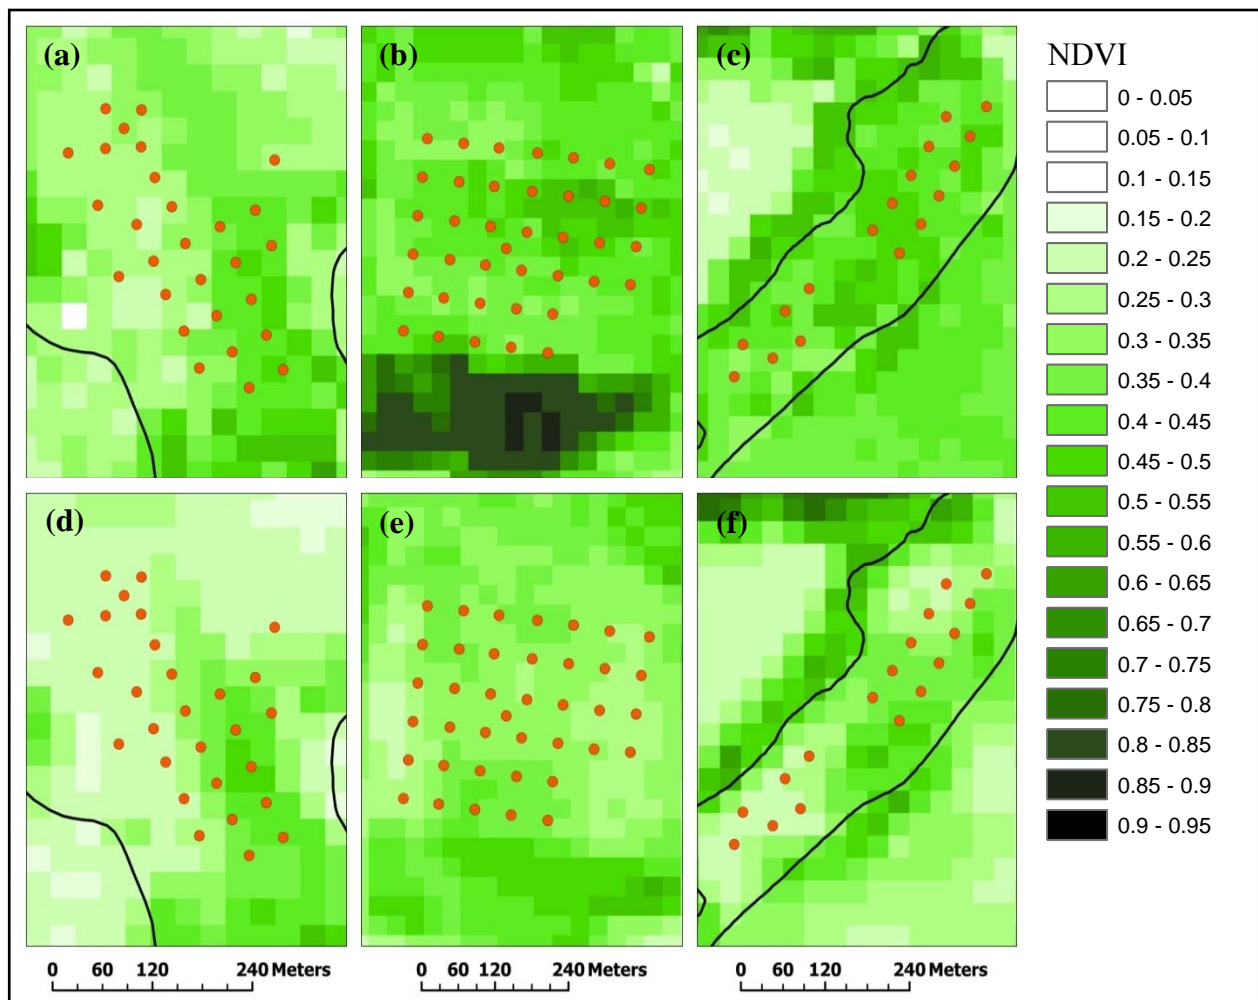 (a)
(b)
(c)
(d)
(e)
(f)
0 60 120 240 Meters
0 60 120 240 Meters
0 60 120 240 Meters
NDVI
0 - 0.05
0.05 - 0.1
0.1 - 0.15
0.15 - 0.2
0.2 - 0.25
0.25 - 0.3
0.3 - 0.35
0.35 - 0.4
0.4 - 0.45
0.45 - 0.5
0.5 - 0.55
0.55 - 0.6
0.6 - 0.65
0.65 - 0.7
0.7 - 0.75
0.75 - 0.8
0.8 - 0.85
0.85 - 0.9
0.9 - 0.95